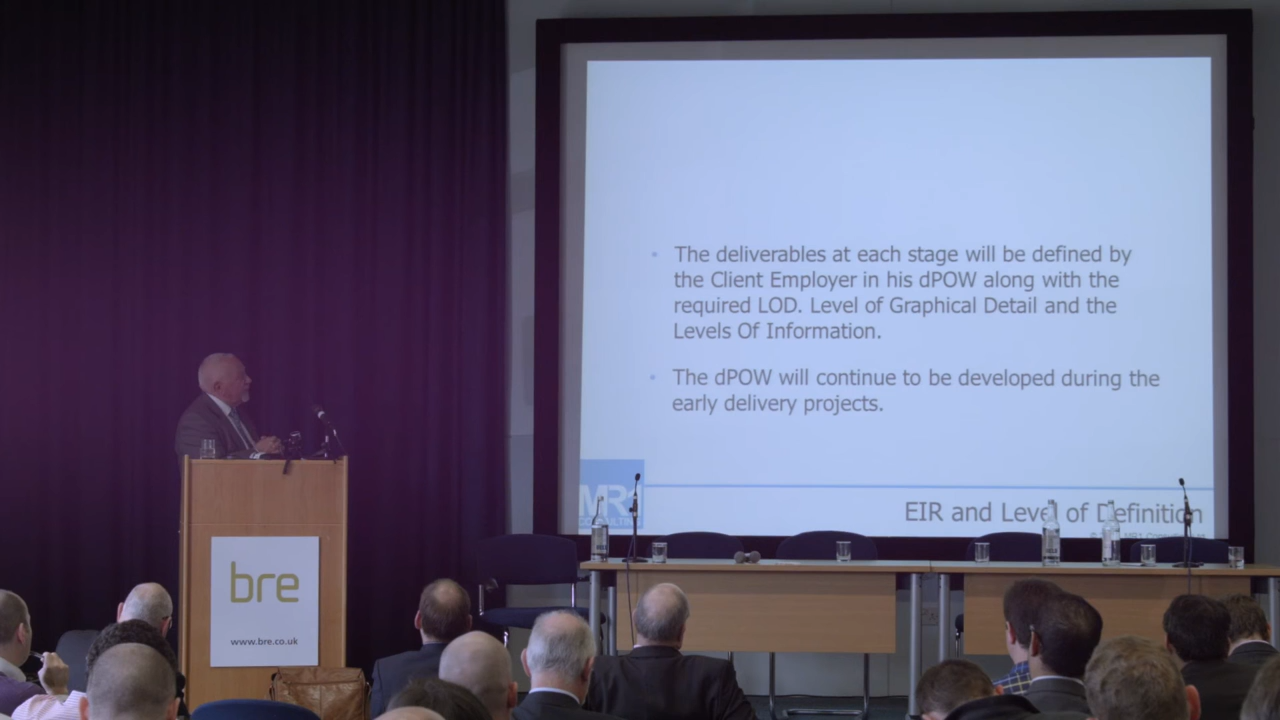 The deliverables at each stage will be defined by
the Client Employer in his dPOW along with the
required LOD. Level of Graphical Detail and the
Levels Of Information.
The dPOW will continue to be developed during the
early delivery projects.
MR1
EIR and Level of Definition
bre
www.bre.co.uk